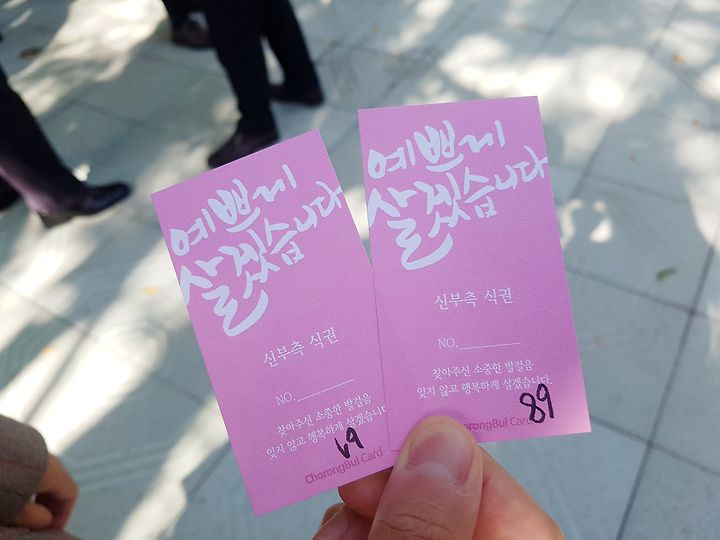 예쁘게
살겠습니다
신부측 식권
NO.
찾아주신 소중한 발걸음
잊지 않고 행복하게 살겠습니다
69
ChorongBul Card
예쁘게
살겠습니다
신부측 식권
NO.
찾아주신 소중한 발걸음
잊지 않고 행복하게 살겠습니다.
89
ChorongBul Card